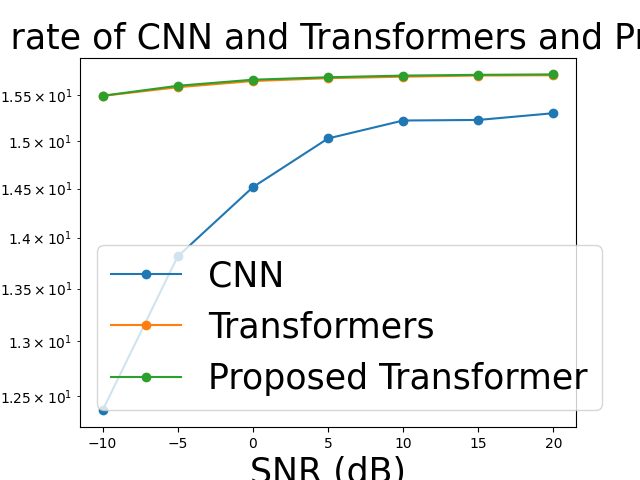 rate of CNN and Transformers and Pr
1.55 × 10¹
1.5 × 10¹
1.45 × 10¹
1.4 × 10¹
1.35 × 10¹
1.3 × 10¹
1.25 × 10¹
CNN
Transformers
Proposed Transformer
−10 −5 0 5 10 15 20
SNR (dB)